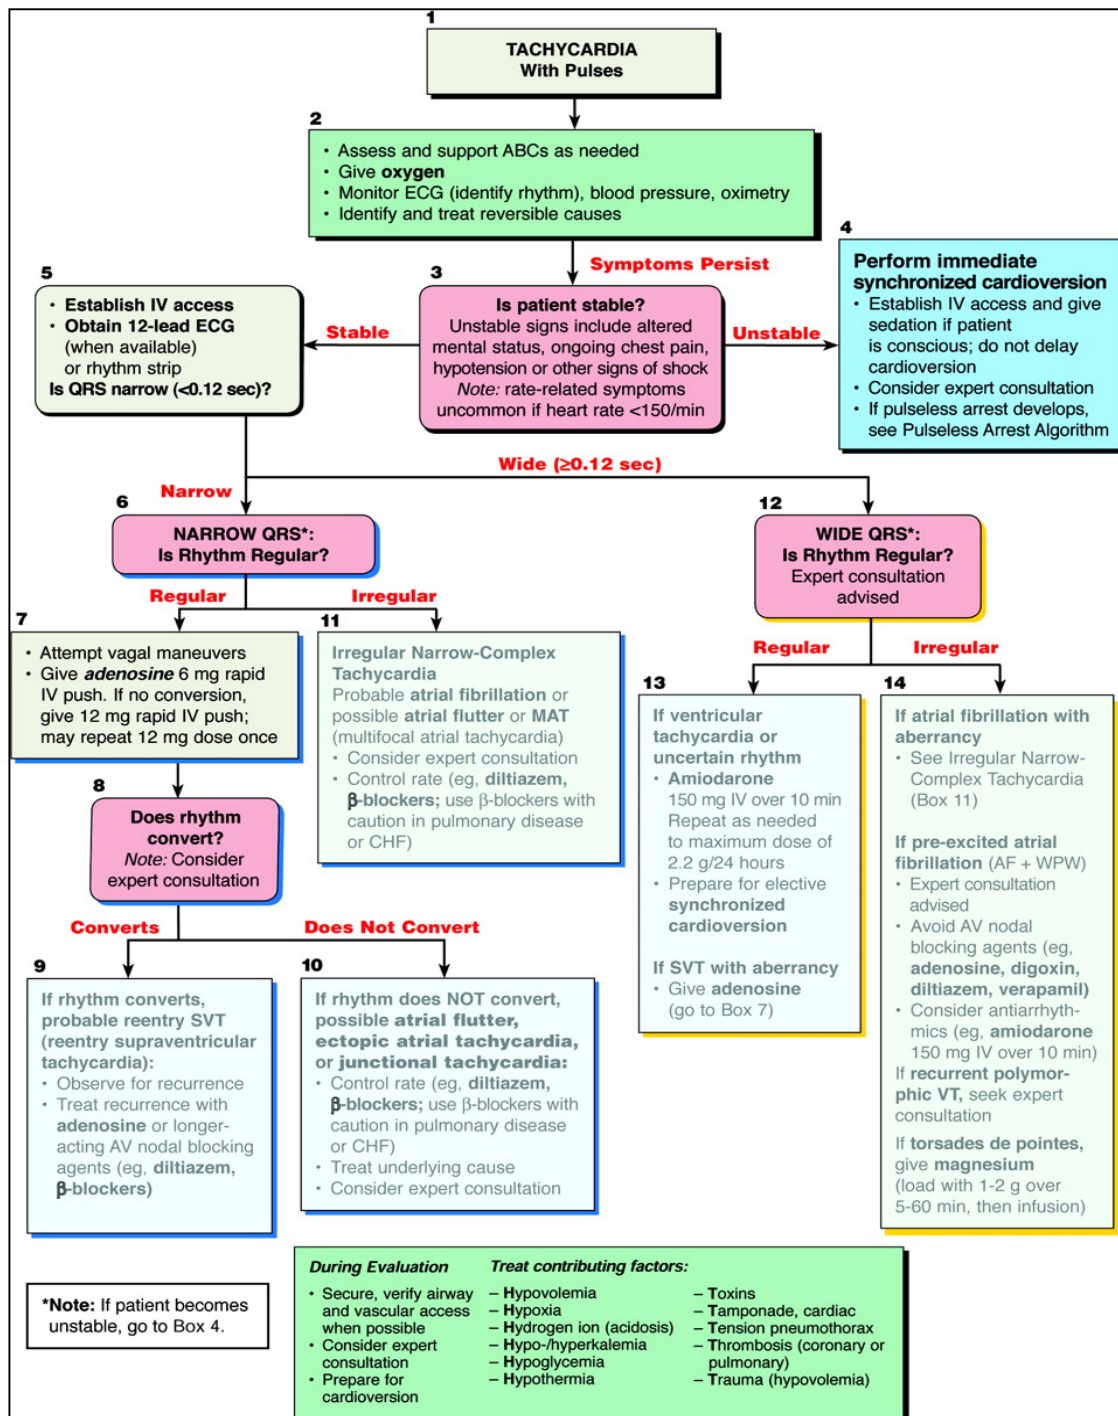 1
TACHYCARDIA
With Pulses
2
• Assess and support ABCs as needed
• Give oxygen
• Monitor ECG (identify rhythm), blood pressure, oximetry
• Identify and treat reversible causes
Symptoms Persist
3
Is patient stable?
Unstable signs include altered
mental status, ongoing chest pain,
hypotension or other signs of shock
Note: rate-related symptoms
uncommon if heart rate <150/min
Stable
Unstable
4
Perform immediate
synchronized cardioversion
• Establish IV access and give
sedation if patient
is conscious; do not delay
cardioversion
• Consider expert consultation
• If pulseless arrest develops,
see Pulseless Arrest Algorithm
5
• Establish IV access
• Obtain 12-lead ECG
(when available)
or rhythm strip
Is QRS narrow (<0.12 sec)?
Narrow
Wide (≥0.12 sec)
6
NARROW QRS*:
Is Rhythm Regular?
Regular
Irregular
7
• Attempt vagal maneuvers
• Give adenosine 6 mg rapid
IV push. If no conversion,
give 12 mg rapid IV push;
may repeat 12 mg dose once
8
Does rhythm
convert?
Note: Consider
expert consultation
Converts
Does Not Convert
9
If rhythm converts,
probable reentry SVT
(reentry supraventricular
tachycardia):
• Observe for recurrence
• Treat recurrence with
adenosine or longer-
acting AV nodal blocking
agents (eg, diltiazem,
β-blockers)
10
If rhythm does NOT convert,
possible atrial flutter,
ectopic atrial tachycardia,
or junctional tachycardia:
• Control rate (eg, diltiazem,
β-blockers; use β-blockers with
caution in pulmonary disease
or CHF)
• Treat underlying cause
• Consider expert consultation
11
Irregular Narrow-Complex
Tachycardia
Probable atrial fibrillation or
possible atrial flutter or MAT
(multifocal atrial tachycardia)
• Consider expert consultation
• Control rate (eg, diltiazem,
β-blockers; use β-blockers with
caution in pulmonary disease
or CHF)
12
WIDE QRS*:
Is Rhythm Regular?
Expert consultation
advised
Regular
Irregular
13
If ventricular
tachycardia or
uncertain rhythm
• Amiodarone
150 mg IV over 10 min
Repeat as needed
to maximum dose of
2.2 g/24 hours
• Prepare for elective
synchronized
cardioversion
If SVT with aberrancy
• Give adenosine
(go to Box 7)
14
If atrial fibrillation with
aberrancy
• See Irregular Narrow-
Complex Tachycardia
(Box 11)
If pre-excited atrial
fibrillation (AF + WPW)
• Expert consultation
advised
• Avoid AV nodal
blocking agents (eg,
adenosine, digoxin,
diltiazem, verapamil)
• Consider antiarrhyth-
mics (eg, amiodarone
150 mg IV over 10 min)
If recurrent polymor-
phic VT, seek expert
consultation
If torsades de pointes,
give magnesium
(load with 1-2 g over
5-60 min, then infusion)
*Note: If patient becomes
unstable, go to Box 4.
During Evaluation
• Secure, verify airway
and vascular access
when possible
• Consider expert
consultation
• Prepare for
cardioversion
Treat contributing factors:
– Hypovolemia
– Hypoxia
– Hydrogen ion (acidosis)
– Hypo-/hyperkalemia
– Hypoglycemia
– Hypothermia
– Toxins
– Tamponade, cardiac
– Tension pneumothorax
– Thrombosis (coronary or
pulmonary)
– Trauma (hypovolemia)